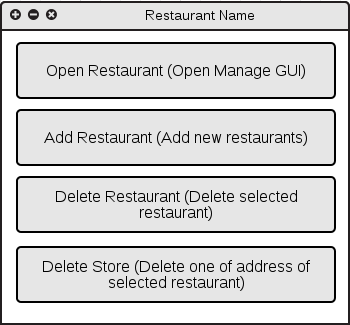 Restaurant Name
Open Restaurant (Open Manage GUI)
Add Restaurant (Add new restaurants)
Delete Restaurant (Delete selected
restaurant)
Delete Store (Delete one of address of
selected restaurant)